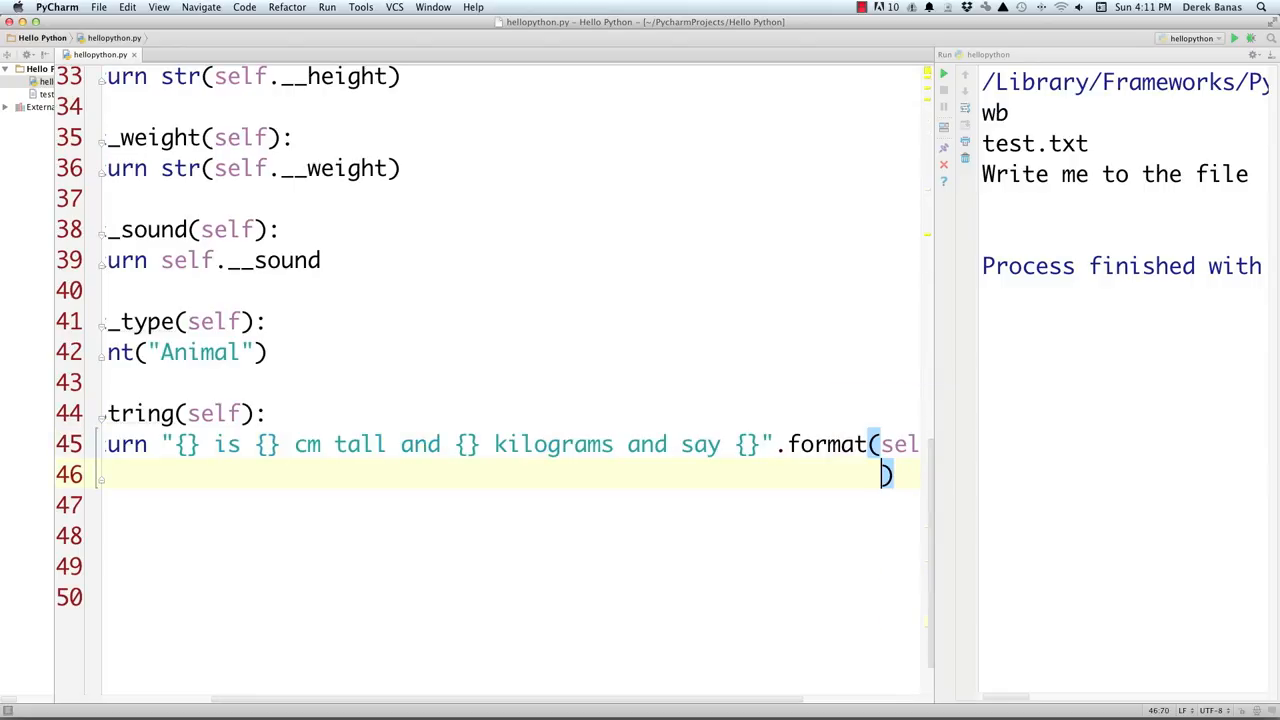 PyCharm File Edit View Navigate Code Refactor Run Tools VCS Window Help 10 Sun 4:11 PM Derek Banas
hellopython.py – Hello Python – [~/PycharmProjects/Hello Python]
Hello Python hellopython.py hellopython
hellopython.py
Run hellopython
Hello P
hell
test
Extern
33 urn str(self.__height)
34
35 _weight(self):
36 urn str(self.__weight)
37
38 _sound(self):
39 urn self.__sound
40
41 _type(self):
42 nt("Animal")
43
44 tring(self):
45 urn "{} is {} cm tall and {} kilograms and say {}".format(sel
46 )
47
48
49
50
/Library/Frameworks/Py
wb
test.txt
Write me to the file
Process finished with
46:70 LF UTF-8